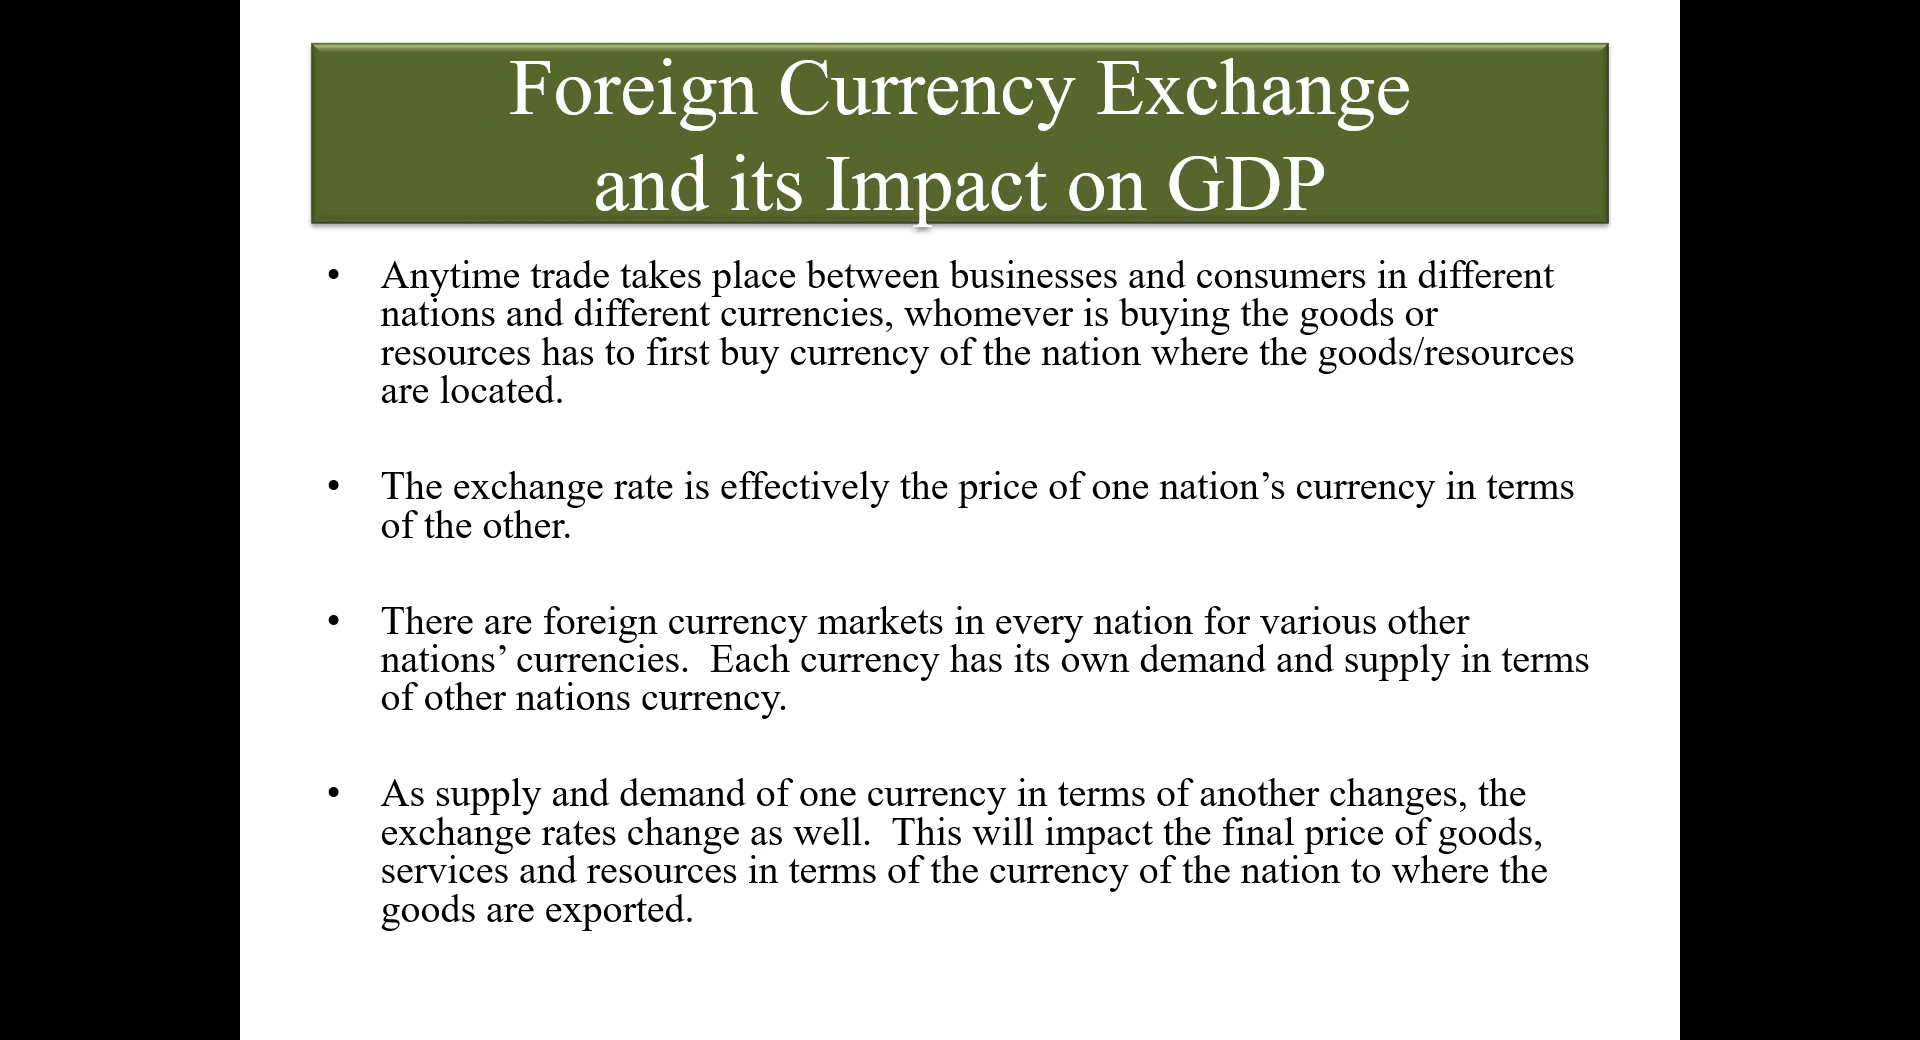 Foreign Currency Exchange
and its Impact on GDP
• Anytime trade takes place between businesses and consumers in different
nations and different currencies, whomever is buying the goods or
resources has to first buy currency of the nation where the goods/resources
are located.
• The exchange rate is effectively the price of one nation’s currency in terms
of the other.
• There are foreign currency markets in every nation for various other
nations’ currencies.  Each currency has its own demand and supply in terms
of other nations currency.
• As supply and demand of one currency in terms of another changes, the
exchange rates change as well.  This will impact the final price of goods,
services and resources in terms of the currency of the nation to where the
goods are exported.